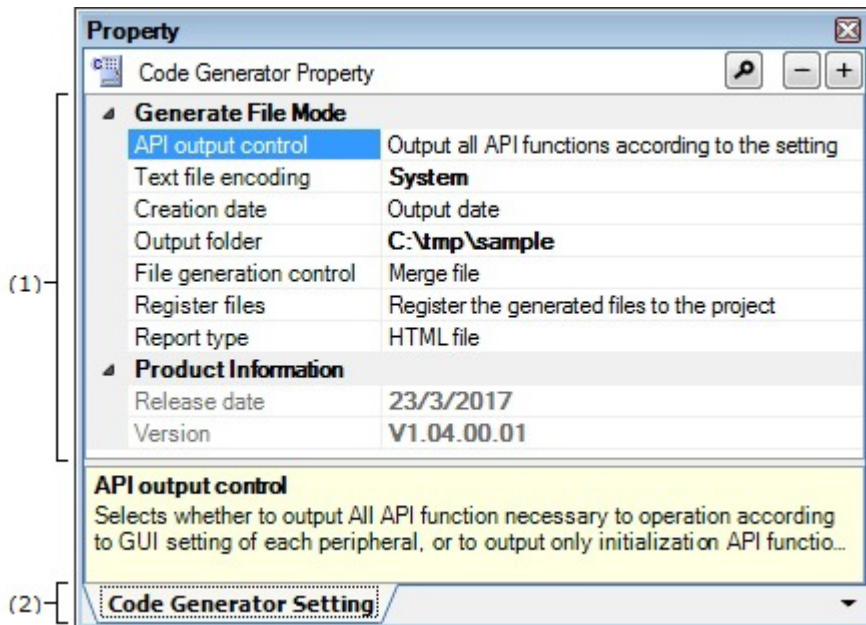 Property
Code Generator Property
Generate File Mode
API output control Output all API functions according to the setting
Text file encoding System
Creation date Output date
Output folder C:\tmp\sample
File generation control Merge file
Register files Register the generated files to the project
Report type HTML file
(1)
Product Information
Release date 23/3/2017
Version V1.04.00.01
API output control
Selects whether to output All API function necessary to operation according
to GUI setting of each peripheral, or to output only initialization API functio...
(2)
Code Generator Setting